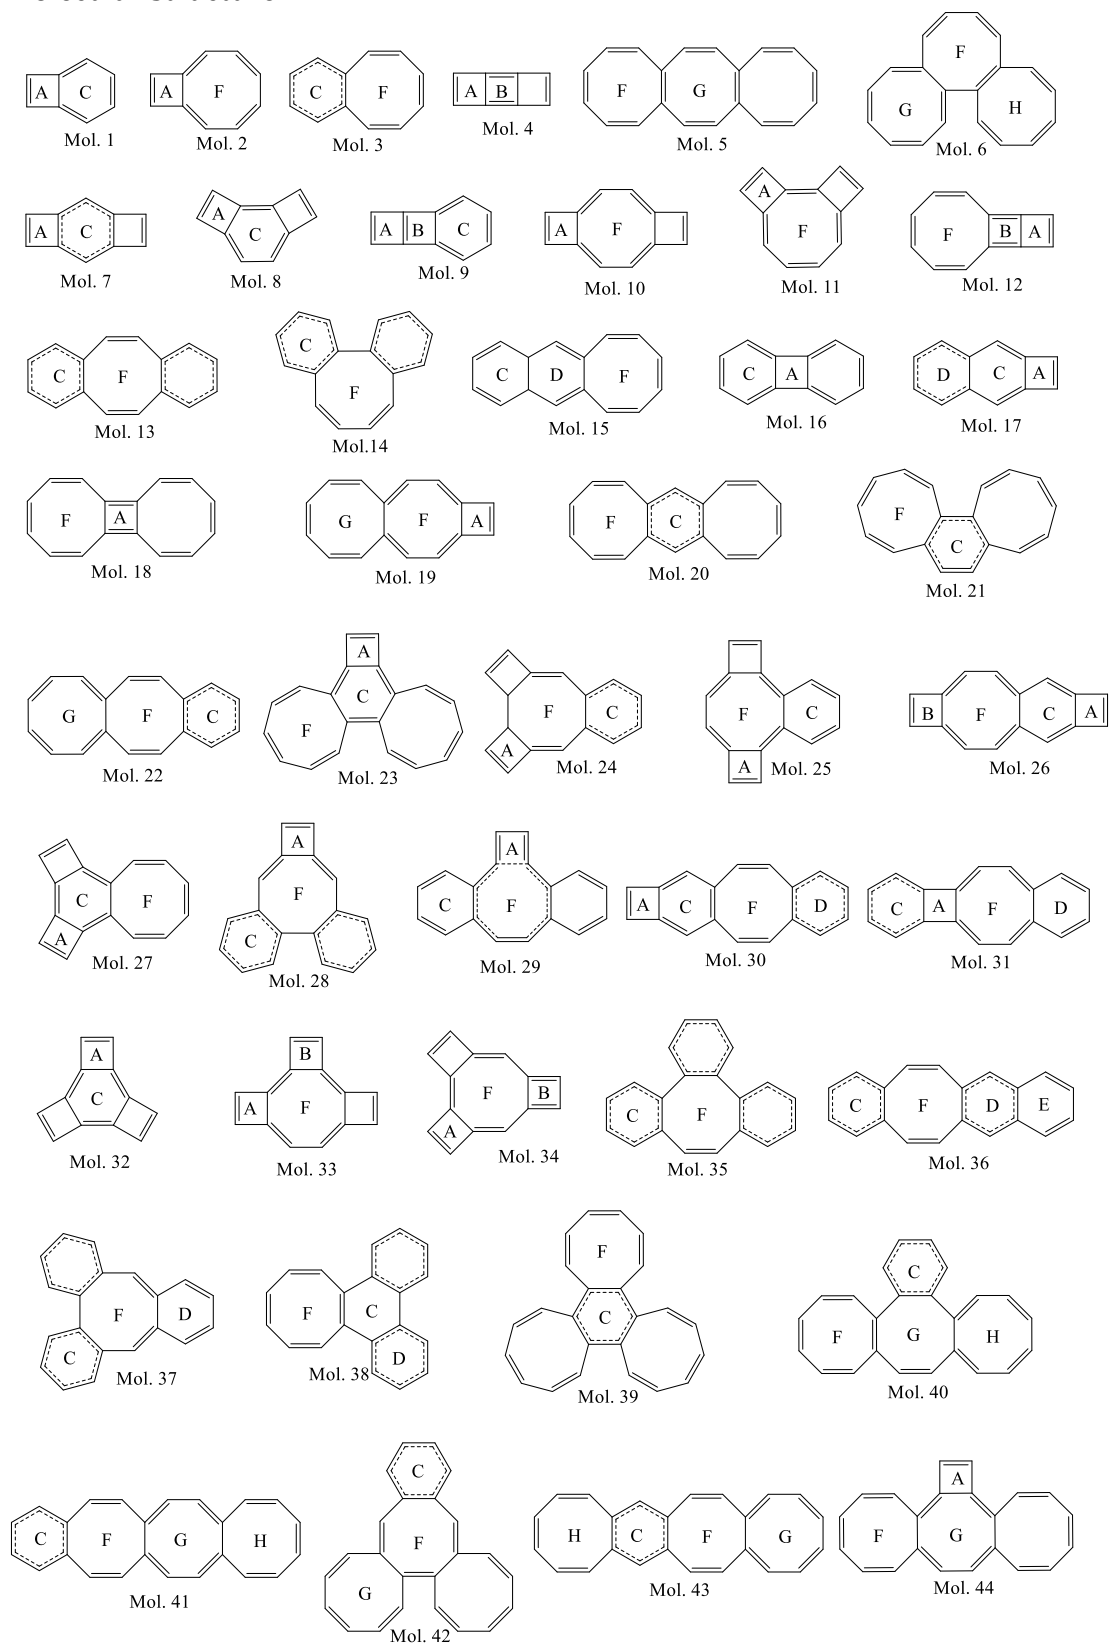 A C F A F C F A B F G G H
Mol. 1 Mol. 2 Mol. 3 Mol. 4 Mol. 5 Mol. 6
A C A C A B C A F A F F B A
Mol. 7 Mol. 8 Mol. 9 Mol. 10 Mol. 11 Mol. 12
C F C F C D F C A D C A
Mol. 13 Mol.14 Mol. 15 Mol. 16 Mol. 17
F A G F A F C F C
Mol. 18 Mol. 19 Mol. 20 Mol. 21
G F C A C F F C A F C A B F C A
Mol. 22 Mol. 23 Mol. 24 Mol. 25 Mol. 26
C F A A F C A C F A C F D C A F D
Mol. 27 Mol. 28 Mol. 29 Mol. 30 Mol. 31
A C B A F F B A C F C F D E
Mol. 32 Mol. 33 Mol. 34 Mol. 35 Mol. 36
F D C F C D F C C F G H
Mol. 37 Mol. 38 Mol. 39 Mol. 40
C F G H C F G H C F G A F G
Mol. 41 Mol. 42 Mol. 43 Mol. 44